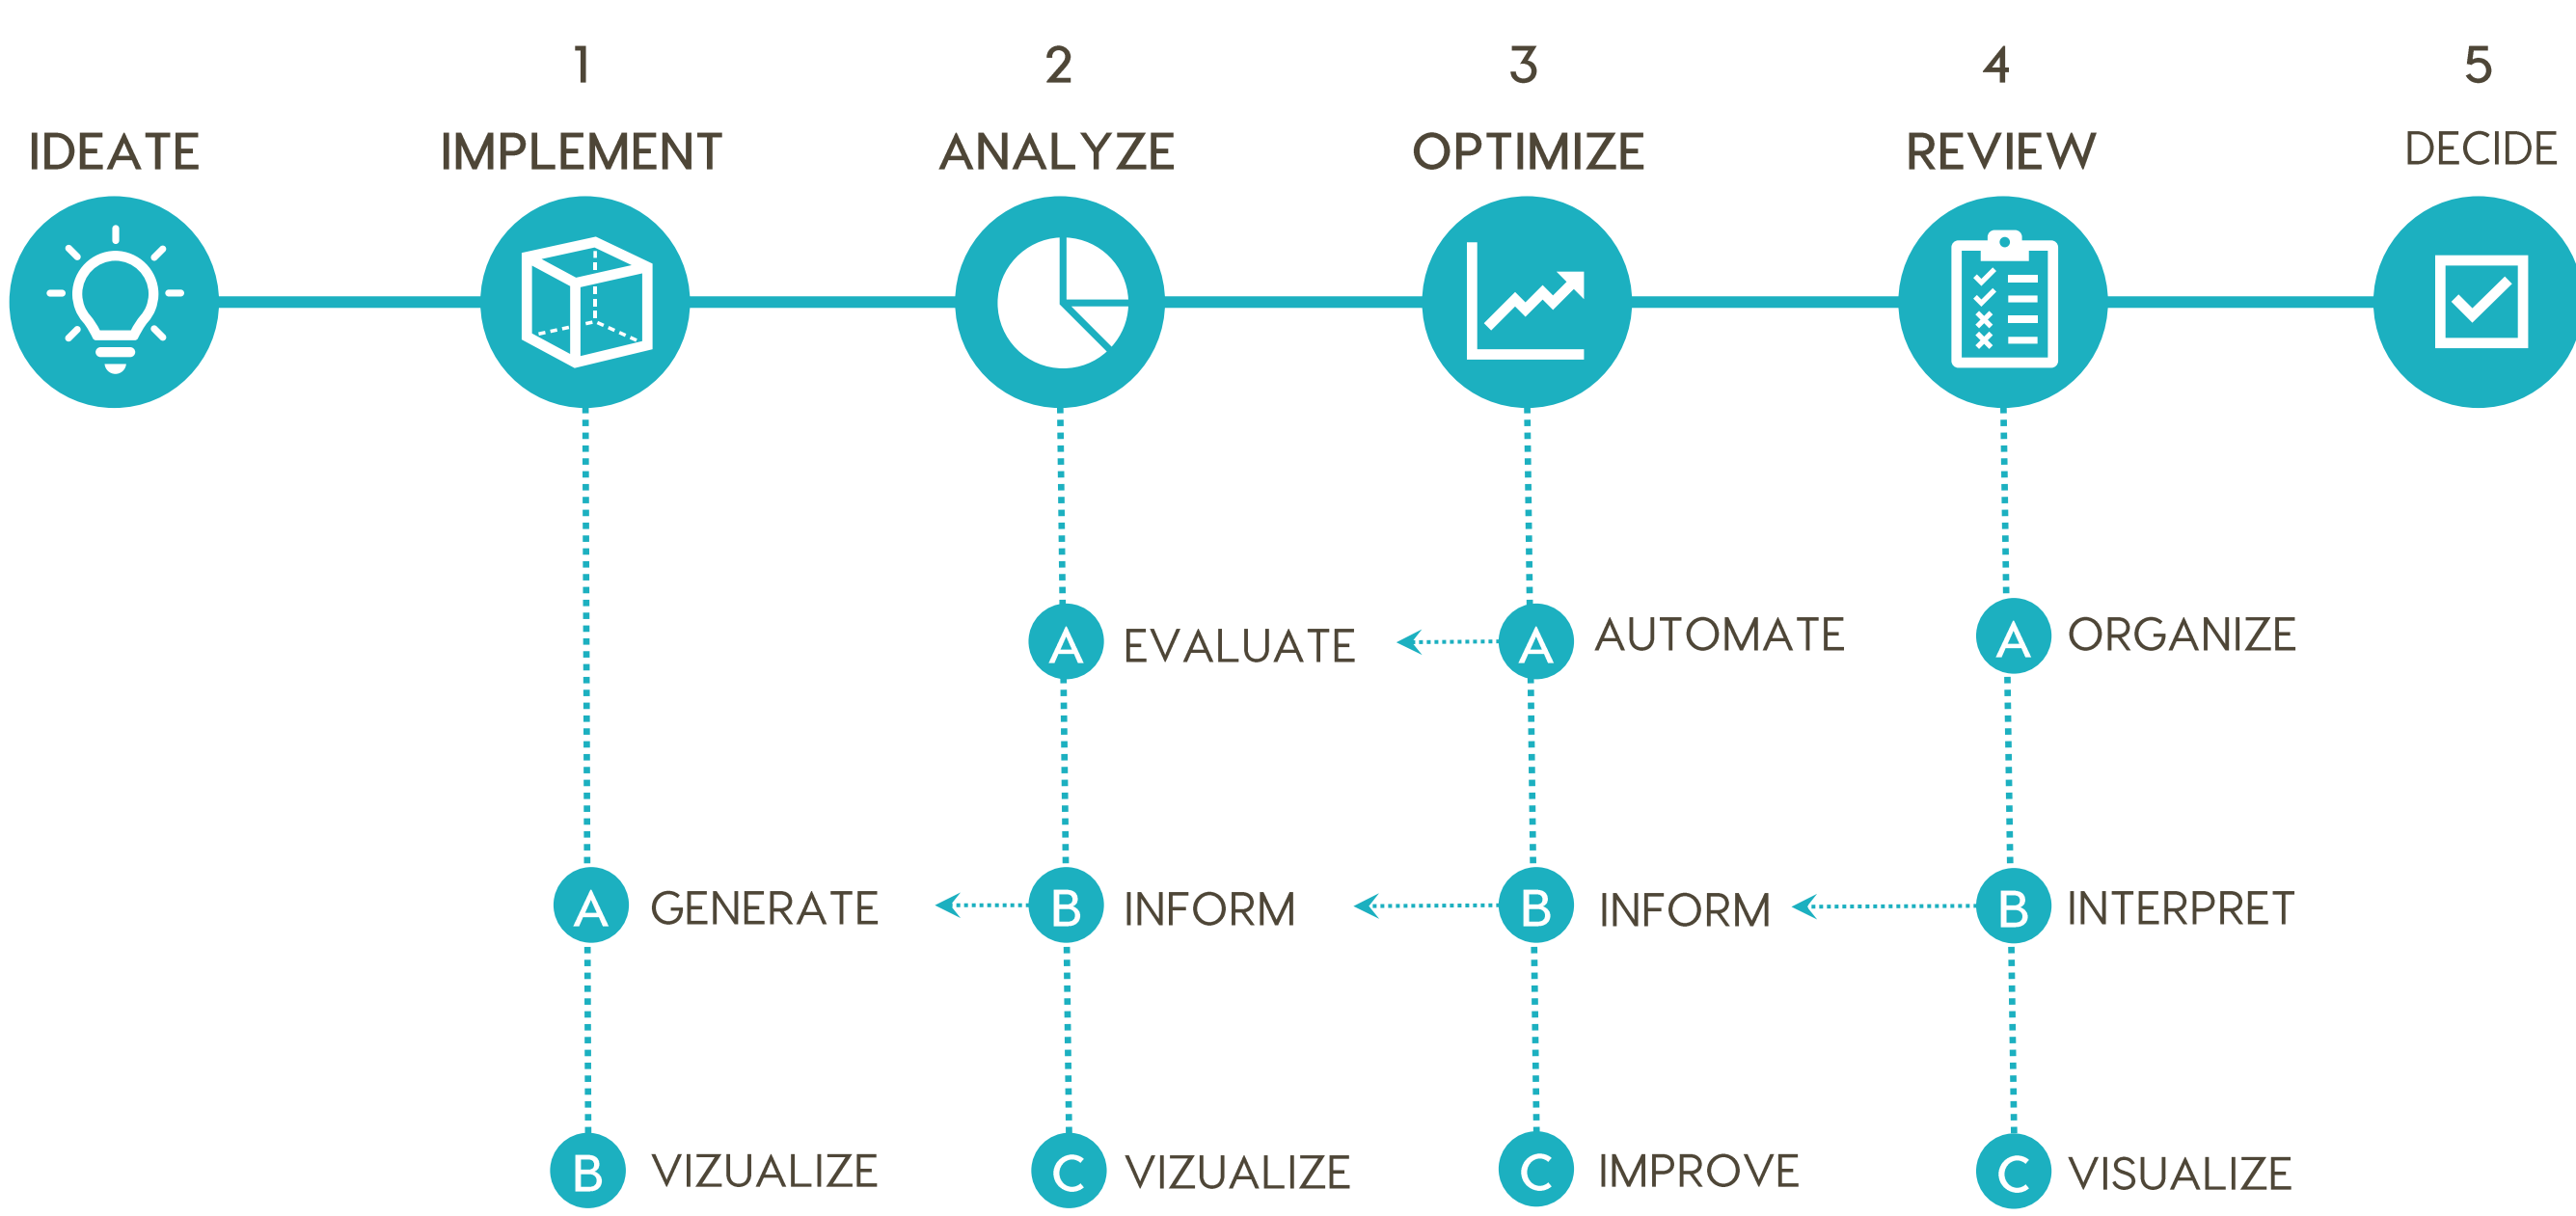 1
2
3
4
5
IDEATE
IMPLEMENT
ANALYZE
OPTIMIZE
REVIEW
DECIDE
A EVALUATE
A AUTOMATE
A ORGANIZE
A GENERATE
B INFORM
B INFORM
B INTERPRET
B VIZUALIZE
C VIZUALIZE
C IMPROVE
C VISUALIZE